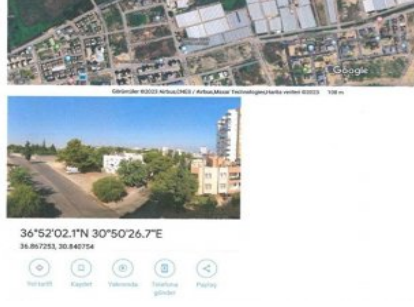 Google
Görüntüler ©2023 Airbus,CNES / Airbus,Maxar Technologies,Harita verileri ©2023 100 m
36°52'02.1"N 30°50'26.7"E
36.867253, 30.840754
Yol tarifi Kaydet Yakınında Telefona gönder Paylaş